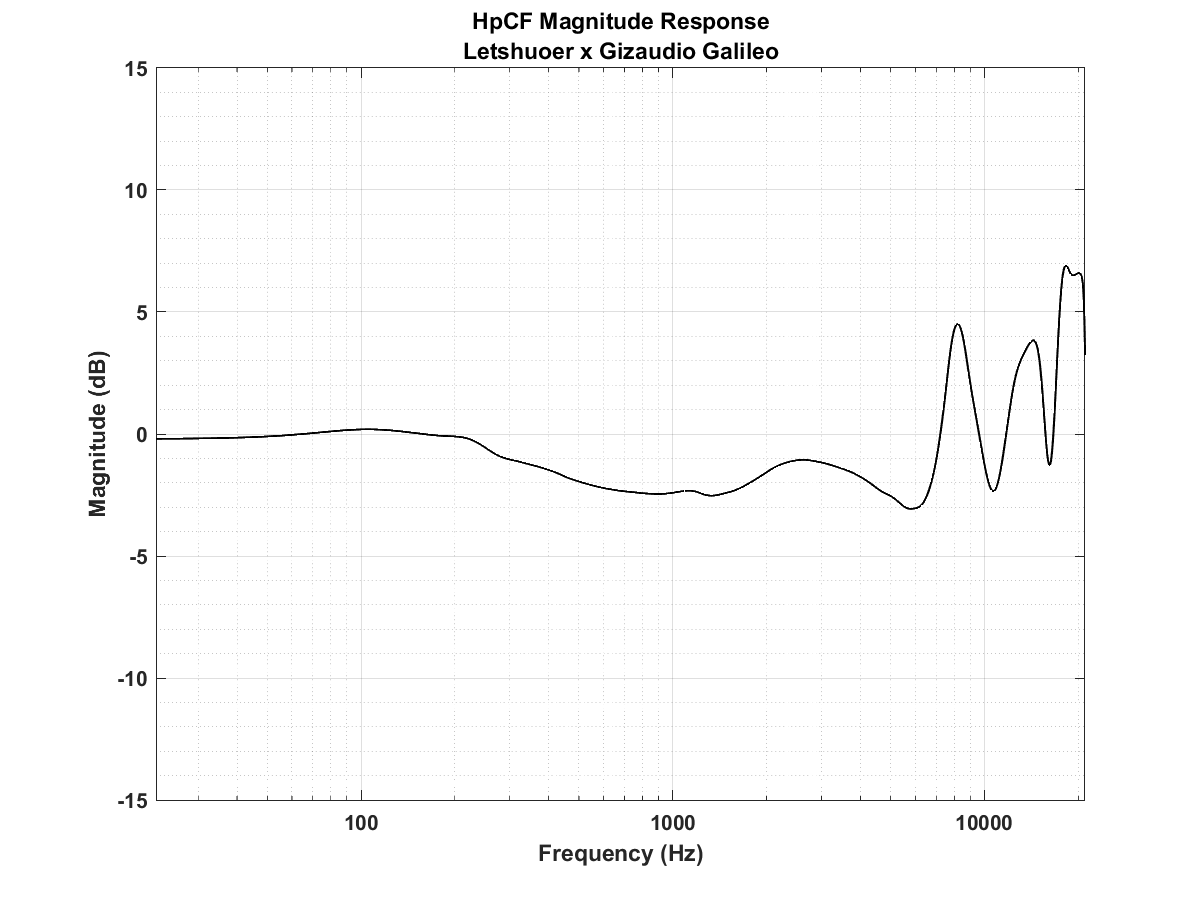 HpCF Magnitude Response
Letshuoer x Gizaudio Galileo
15
10
5
0
-5
-10
-15
Magnitude (dB)
100
1000
10000
Frequency (Hz)